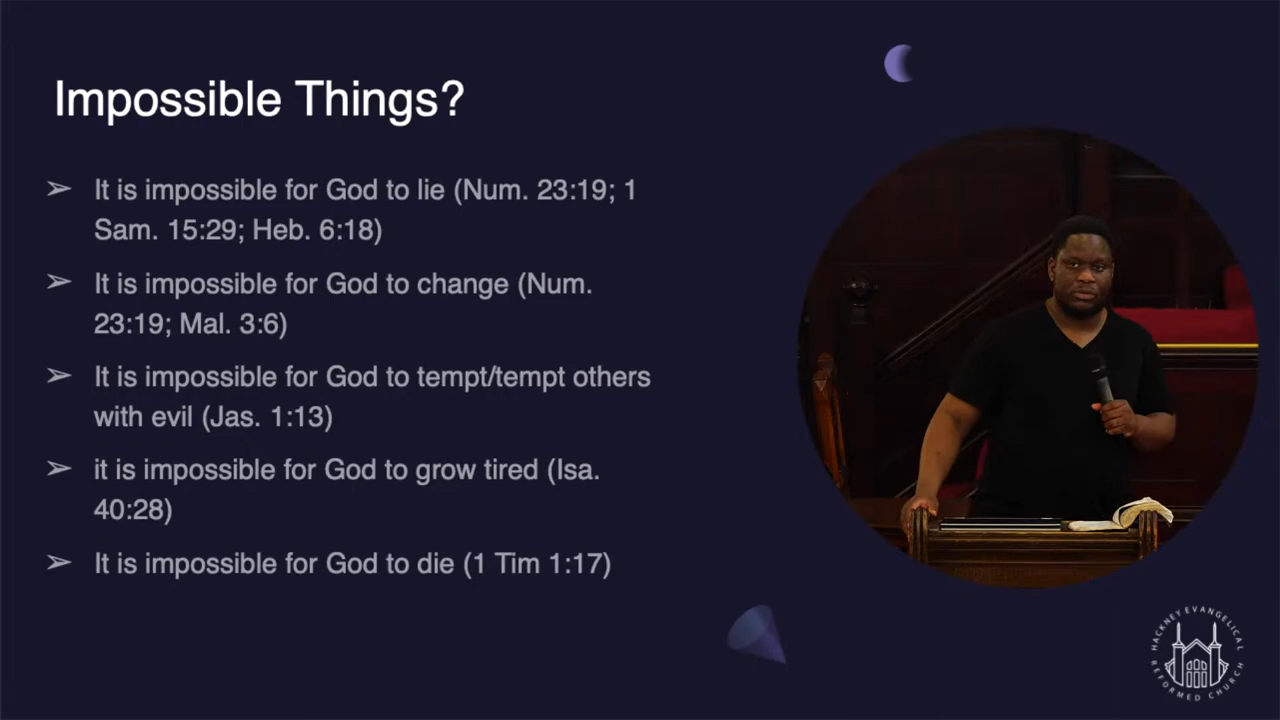 Impossible Things?
➢ It is impossible for God to lie (Num. 23:19; 1
Sam. 15:29; Heb. 6:18)
➢ It is impossible for God to change (Num.
23:19; Mal. 3:6)
➢ It is impossible for God to tempt/tempt others
with evil (Jas. 1:13)
➢ it is impossible for God to grow tired (Isa.
40:28)
➢ It is impossible for God to die (1 Tim 1:17)
HACKNEY EVANGELICAL
REFORMED CHURCH